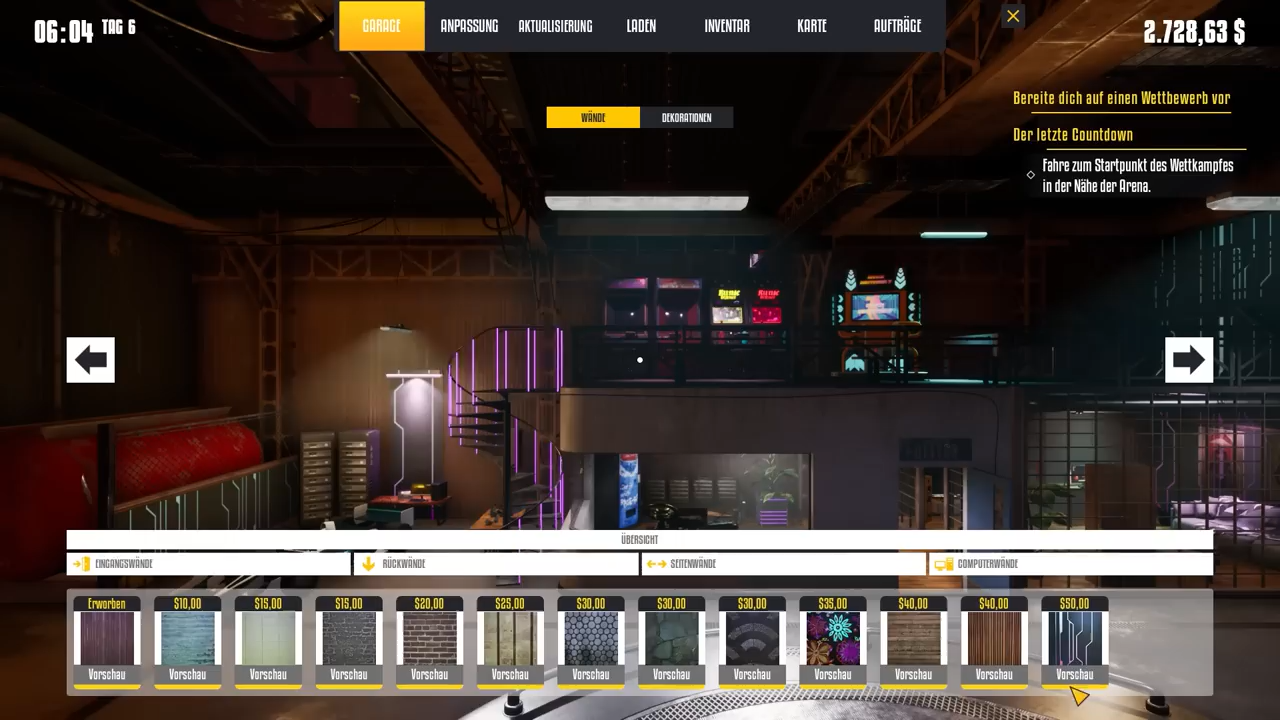 06:04 TAG 6
GARAGE
ANPASSUNG
AKTUALISIERUNG
LADEN
INVENTAR
KARTE
AUFTRÄGE
2.728,63 $
WÄNDE
DEKORATIONEN
Bereite dich auf einen Wettbewerb vor
Der letzte Countdown
Fahre zum Startpunkt des Wettkampfes
in der Nähe der Arena.
ÜBERSICHT
EINGANGSWÄNDE
RÜCKWÄNDE
SEITENWÄNDE
COMPUTERWÄNDE
Erworben
$10,00
$15,00
$15,00
$20,00
$25,00
$30,00
$30,00
$30,00
$35,00
$40,00
$40,00
$50,00
Vorschau
Vorschau
Vorschau
Vorschau
Vorschau
Vorschau
Vorschau
Vorschau
Vorschau
Vorschau
Vorschau
Vorschau
Vorschau